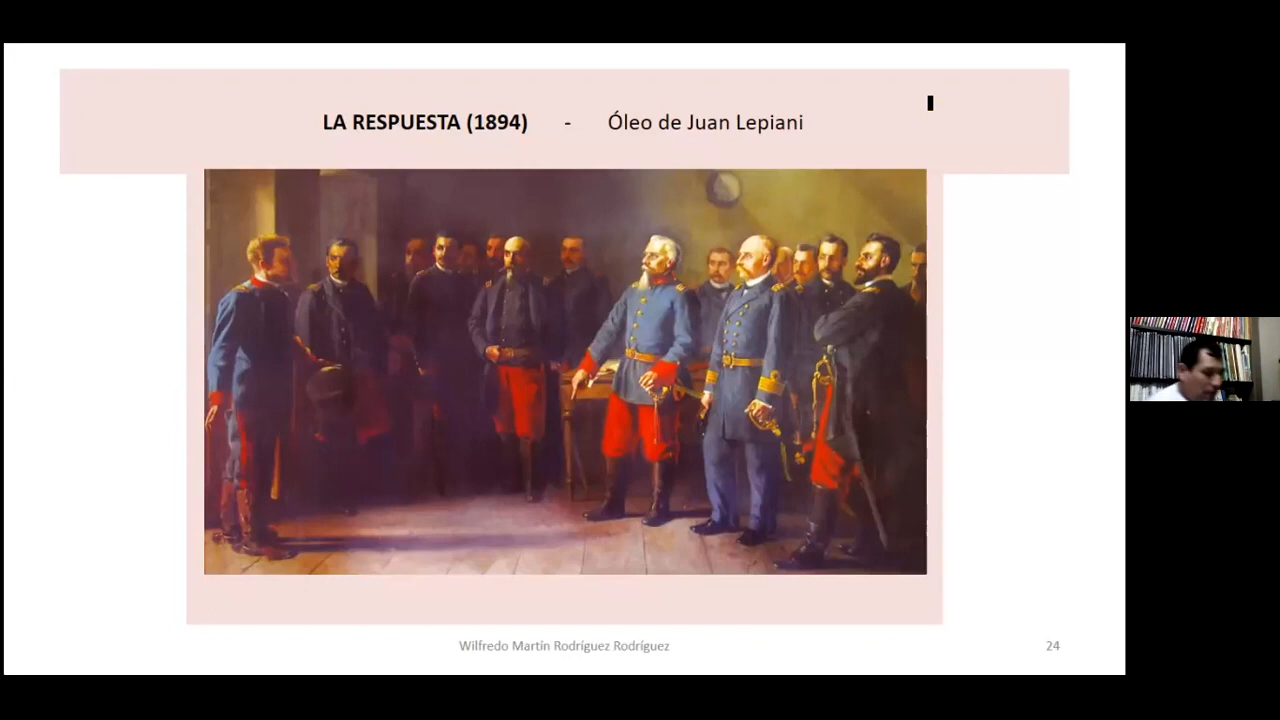 LA RESPUESTA (1894) - Óleo de Juan Lepiani
Wilfredo Martín Rodríguez Rodríguez
24